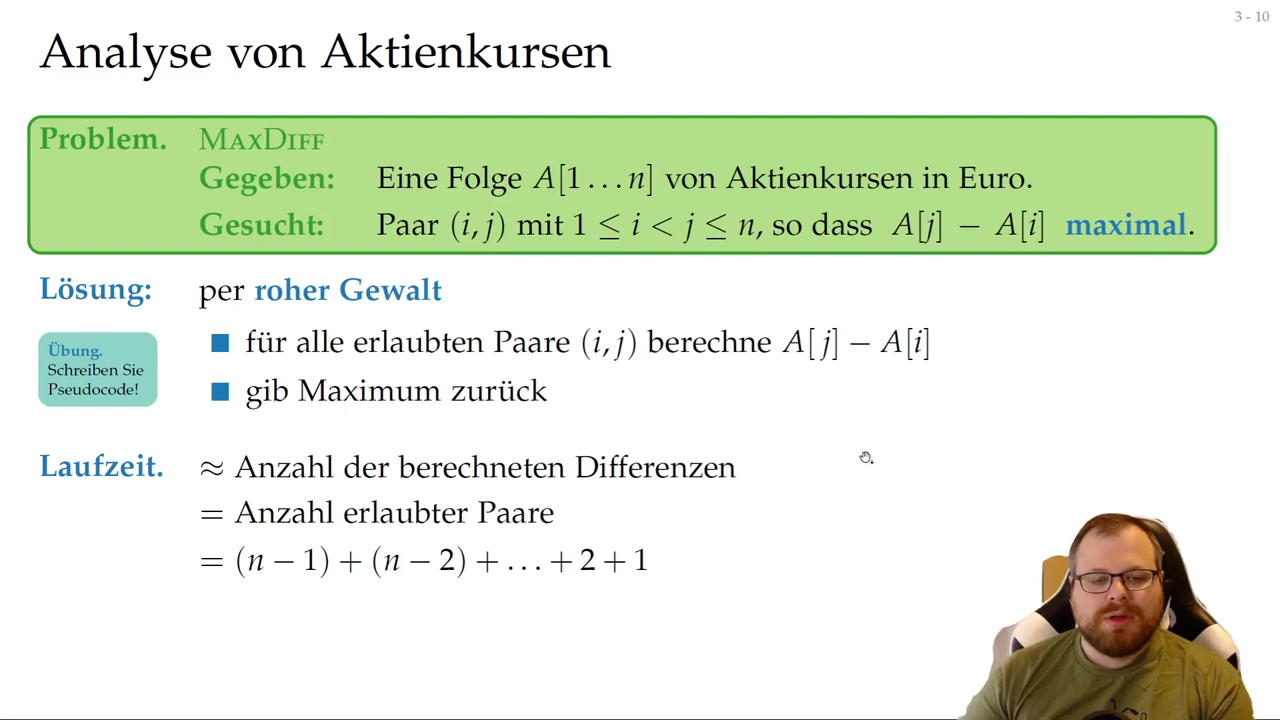 3 - 10
Analyse von Aktienkursen
Problem. MAXDIFF
Gegeben: Eine Folge A[1 … n] von Aktienkursen in Euro.
Gesucht: Paar (i, j) mit 1 ≤ i < j ≤ n, so dass A[j] − A[i] maximal.
Lösung: per roher Gewalt
Übung.
Schreiben Sie
Pseudocode!
■ für alle erlaubten Paare (i, j) berechne A[j] − A[i]
■ gib Maximum zurück
Laufzeit. ≈ Anzahl der berechneten Differenzen
= Anzahl erlaubter Paare
= (n − 1) + (n − 2) + … + 2 + 1